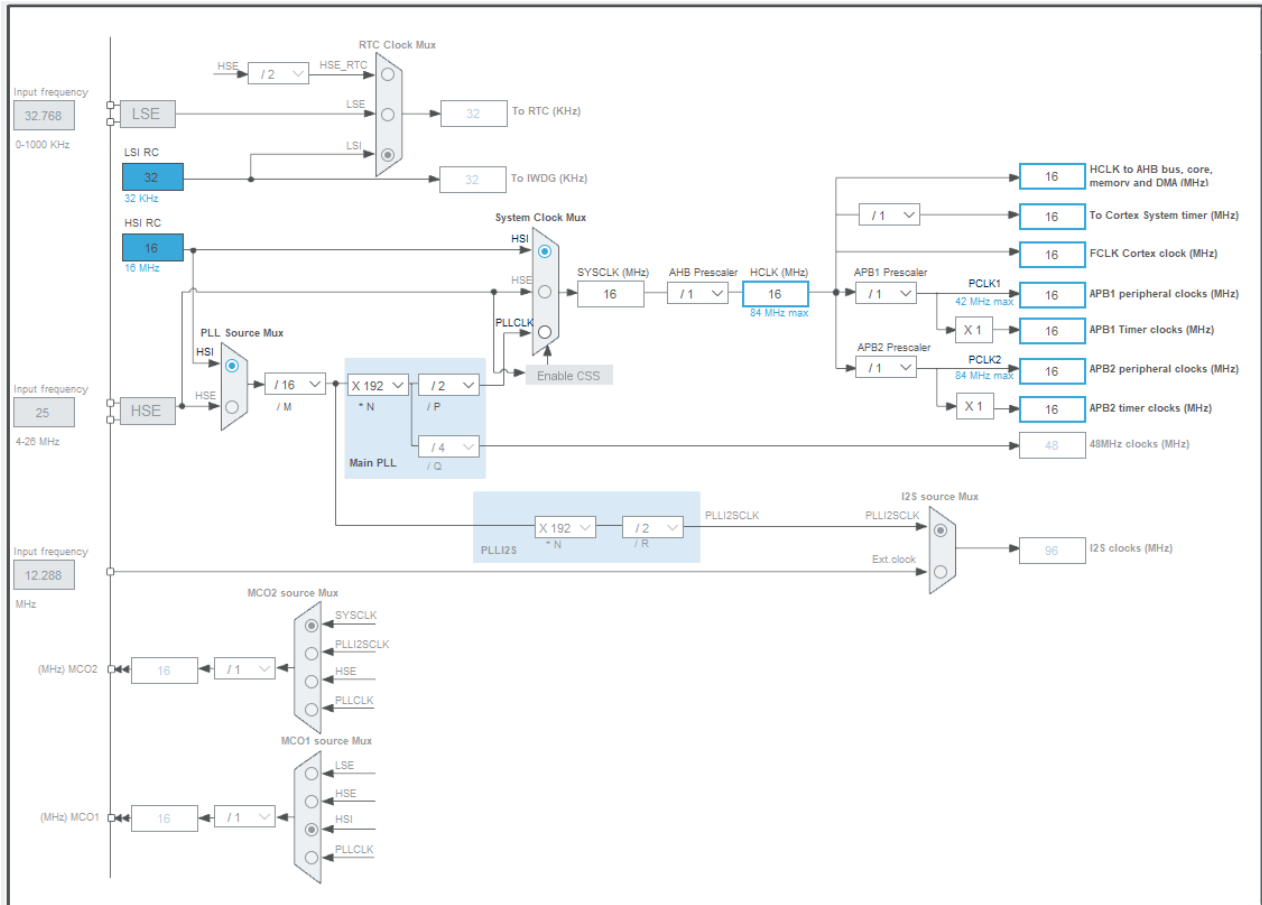 RTC Clock Mux
HSE
/ 2
HSE_RTC
Input frequency
32.768
0-1000 KHz
LSE
LSE
32
To RTC (KHz)
LSI RC
32
32 KHz
LSI
32
To IWDG (KHz)
HSI RC
16
16 MHz
System Clock Mux
HSI
HSE
PLLCLK
SYSCLK (MHz)
16
AHB Prescaler
/ 1
HCLK (MHz)
16
84 MHz max
16
HCLK to AHB bus, core,
memory and DMA (MHz)
/ 1
16
To Cortex System timer (MHz)
16
FCLK Cortex clock (MHz)
APB1 Prescaler
/ 1
PCLK1
42 MHz max
16
APB1 peripheral clocks (MHz)
X 1
16
APB1 Timer clocks (MHz)
APB2 Prescaler
/ 1
PCLK2
84 MHz max
16
APB2 peripheral clocks (MHz)
X 1
16
APB2 timer clocks (MHz)
48
48MHz clocks (MHz)
PLL Source Mux
HSI
HSE
Input frequency
25
4-26 MHz
HSE
/ 16
/ M
X 192
* N
/ 2
/ P
/ 4
/ Q
Main PLL
Enable CSS
X 192
* N
/ 2
/ R
PLLI2S
PLLI2SCLK
I2S source Mux
PLLI2SCLK
Ext.clock
96
I2S clocks (MHz)
Input frequency
12.288
MHz
MCO2 source Mux
SYSCLK
PLLI2SCLK
HSE
PLLCLK
(MHz) MCO2
16
/ 1
MCO1 source Mux
LSE
HSE
HSI
PLLCLK
(MHz) MCO1
16
/ 1